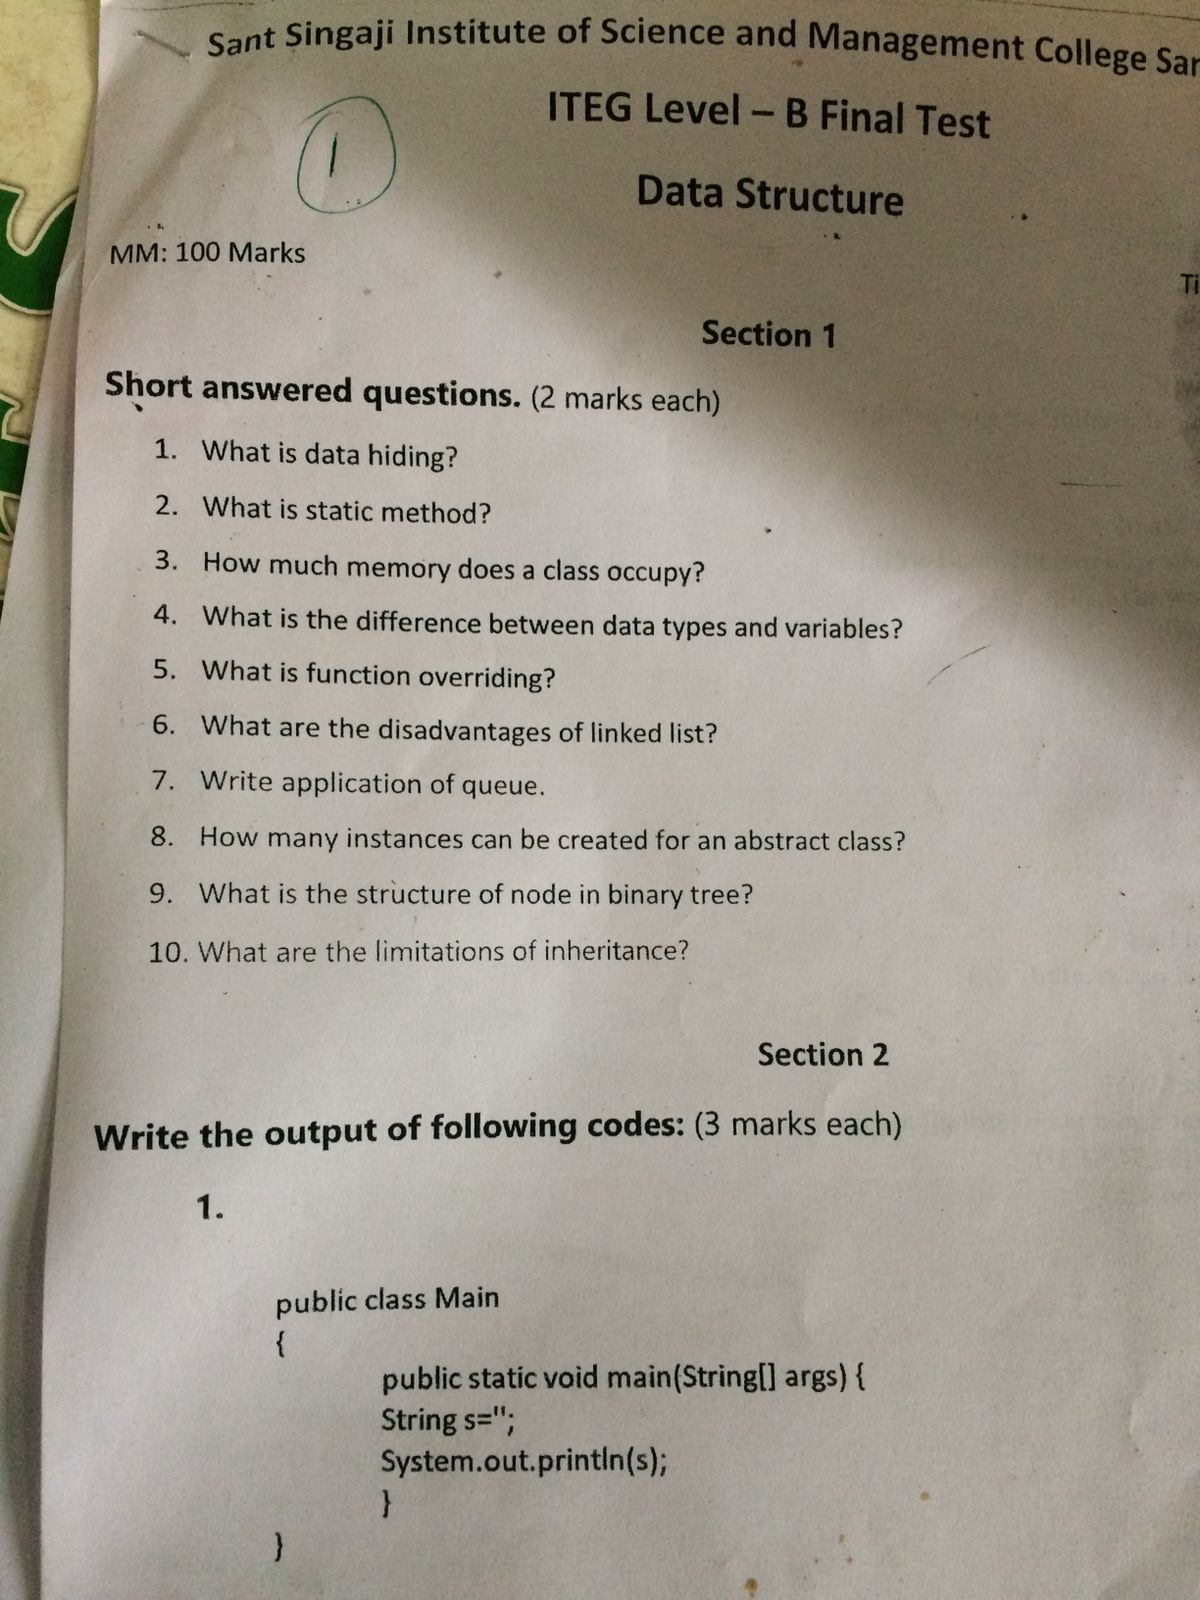 Sant Singaji Institute of Science and Management College
ITEG Level – B Final Test
1
Data Structure
MM: 100 Marks
Section 1
Short answered questions. (2 marks each)
1. What is data hiding?
2. What is static method?
3. How much memory does a class occupy?
4. What is the difference between data types and variables?
5. What is function overriding?
6. What are the disadvantages of linked list?
7. Write application of queue.
8. How many instances can be created for an abstract class?
9. What is the structure of node in binary tree?
10. What are the limitations of inheritance?
Section 2
Write the output of following codes: (3 marks each)
1.
public class Main
{
public static void main(String[] args) {
String s='';
System.out.println(s);
}
}